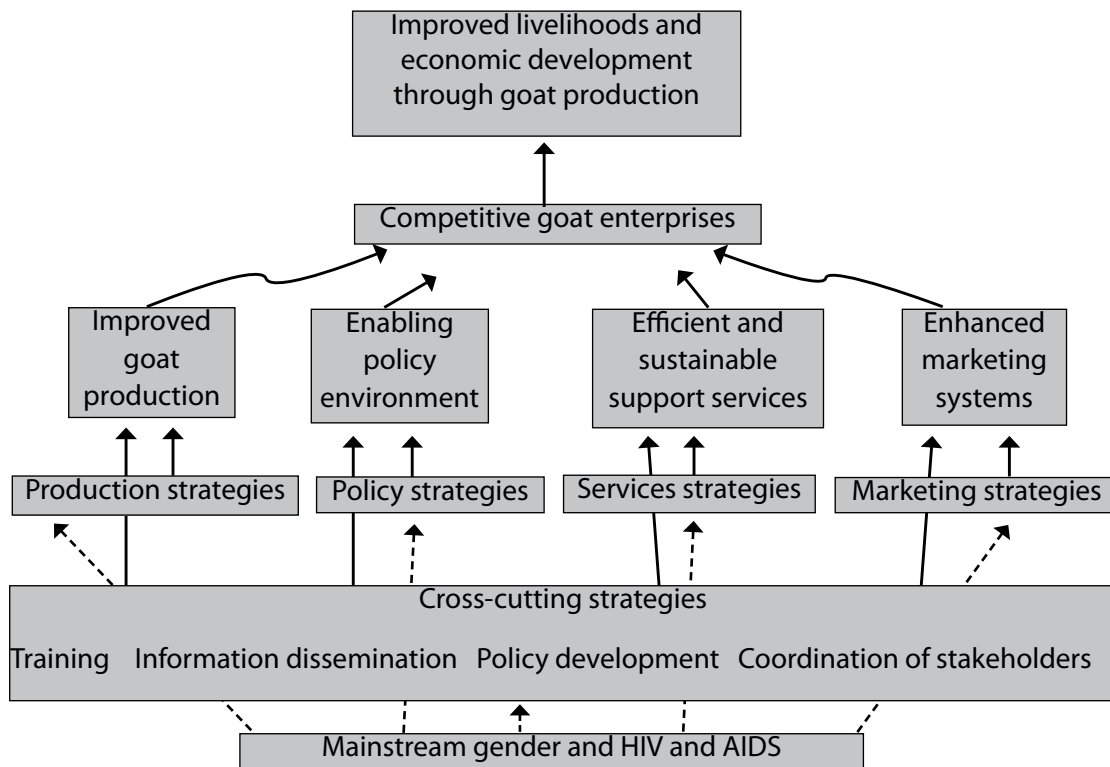 Improved livelihoods and
economic development
through goat production
Competitive goat enterprises
Improved
goat
production
Enabling
policy
environment
Efficient and
sustainable
support services
Enhanced
marketing
systems
Production strategies
Policy strategies
Services strategies
Marketing strategies
Cross-cutting strategies
Training Information dissemination Policy development Coordination of stakeholders
Mainstream gender and HIV and AIDS